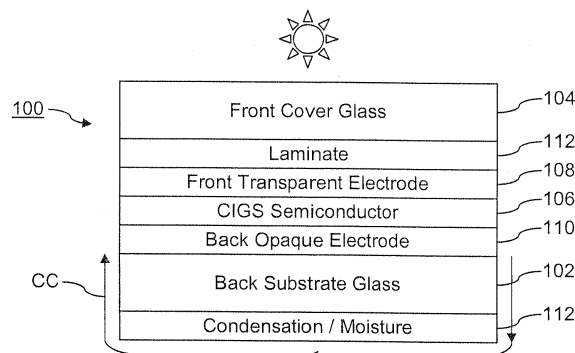 100
Front Cover Glass 104
Laminate 112
Front Transparent Electrode 108
CIGS Semiconductor 106
Back Opaque Electrode 110
CC
Back Substrate Glass 102
Condensation / Moisture 112